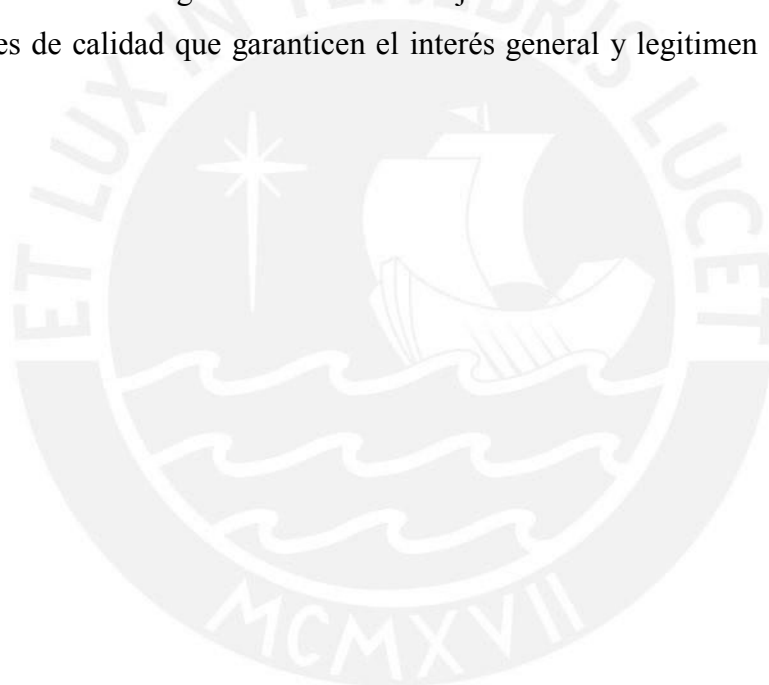 es de calidad que garanticen el interés general y legitimen
ET LUX IN TENEBRIS LUCET
MCMXVII